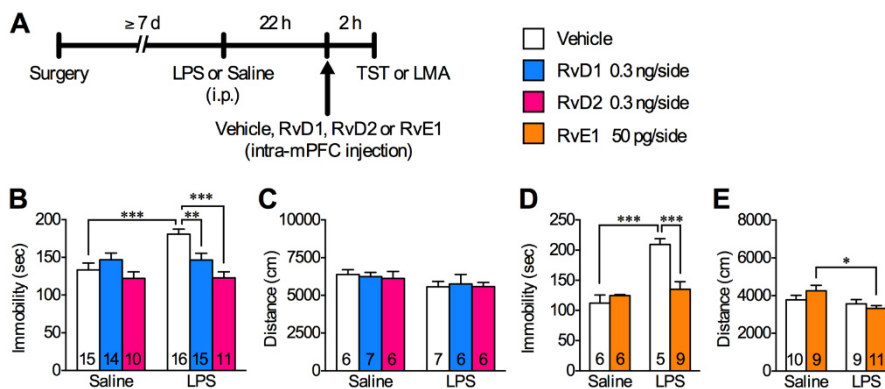 A
≥ 7 d
22 h
2 h
Surgery
LPS or Saline
(i.p.)
TST or LMA
Vehicle, RvD1, RvD2 or RvE1
(intra-mPFC injection)
Vehicle
RvD1 0.3 ng/side
RvD2 0.3 ng/side
RvE1 50 pg/side
B
Immobility (sec)
200
150
100
50
0
***
***
**
15
14
10
16
15
11
Saline
LPS
C
Distance (cm)
10000
7500
5000
2500
0
6
7
6
7
6
6
Saline
LPS
D
Immobility (sec)
250
200
150
100
50
0
***
***
6
6
5
9
Saline
LPS
E
Distance (cm)
8000
6000
4000
2000
0
*
10
9
9
11
Saline
LPS